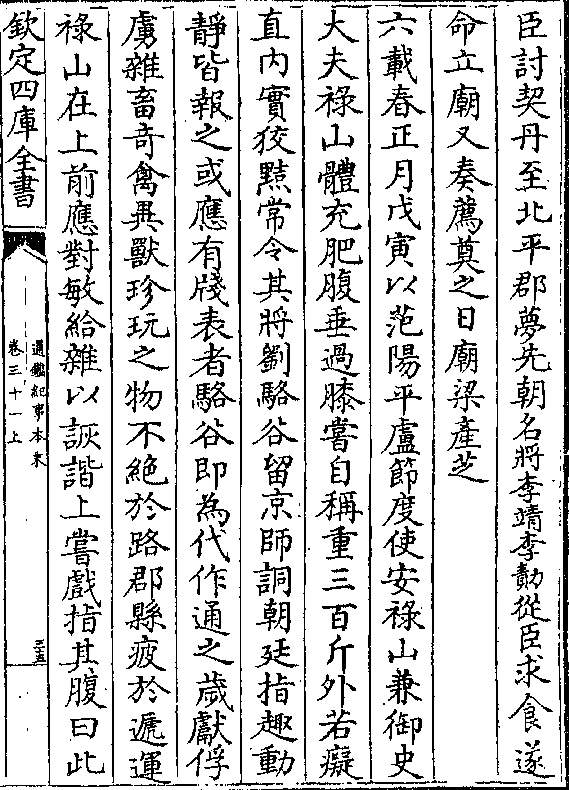 臣討契丹至北平郡夢先朝名將李靖李勣從臣求食遂
命立廟又奏薦奠之日廟梁產芝
六載春正月戊寅以范陽平盧節度使安祿山兼御史
大夫祿山體充肥腹垂過膝嘗自稱重三百斤外若癡
直内實狡黠常令其將劉駱谷留京師詗朝廷指趣動
靜皆報之或應有牋表者駱谷即為代作通之歲獻俘
虜雜畜奇禽異獸珍玩之物不絶於路郡縣疲於遞運
祿山在上前應對敏給雜以詼諧上嘗戲指其腹曰此
欽定四庫全書
通鑑紀事本末
卷三十一上
三五